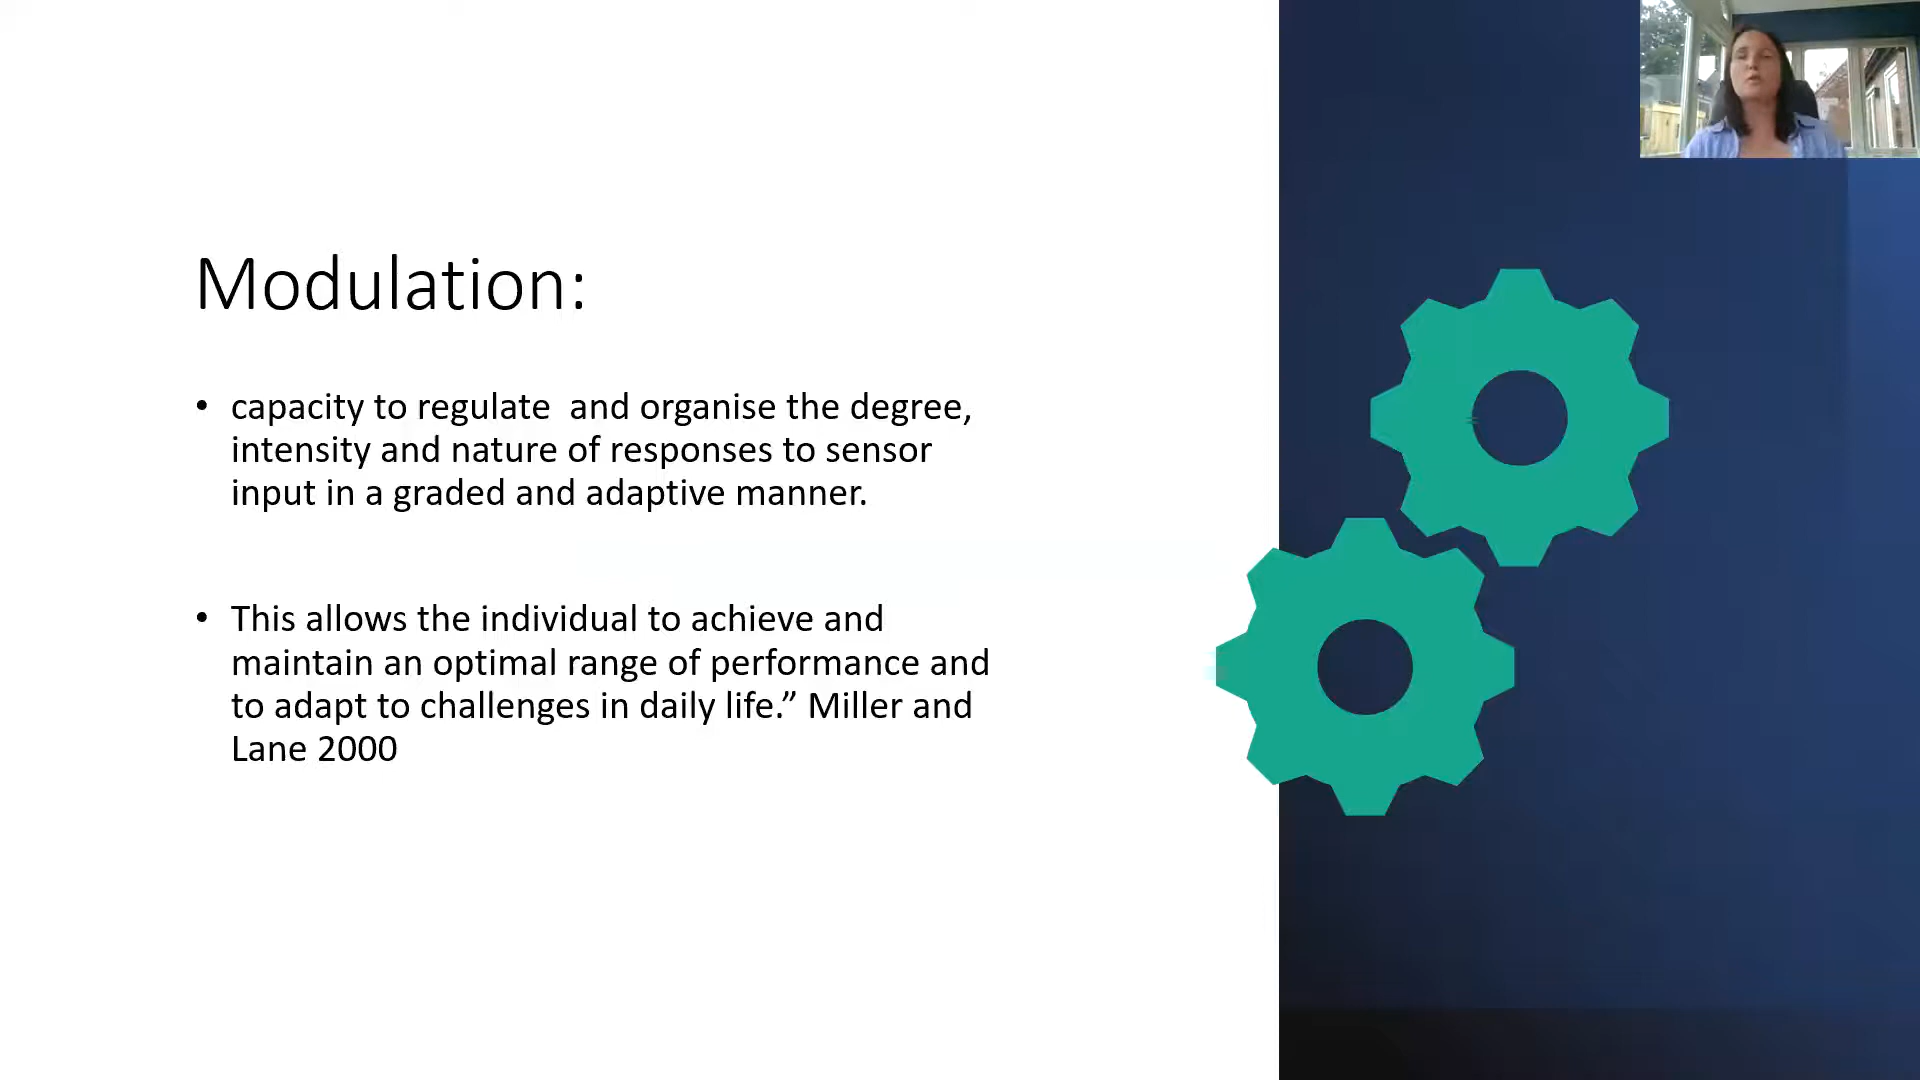 Modulation:
• capacity to regulate  and organise the degree,
intensity and nature of responses to sensor
input in a graded and adaptive manner.
• This allows the individual to achieve and
maintain an optimal range of performance and
to adapt to challenges in daily life.” Miller and
Lane 2000